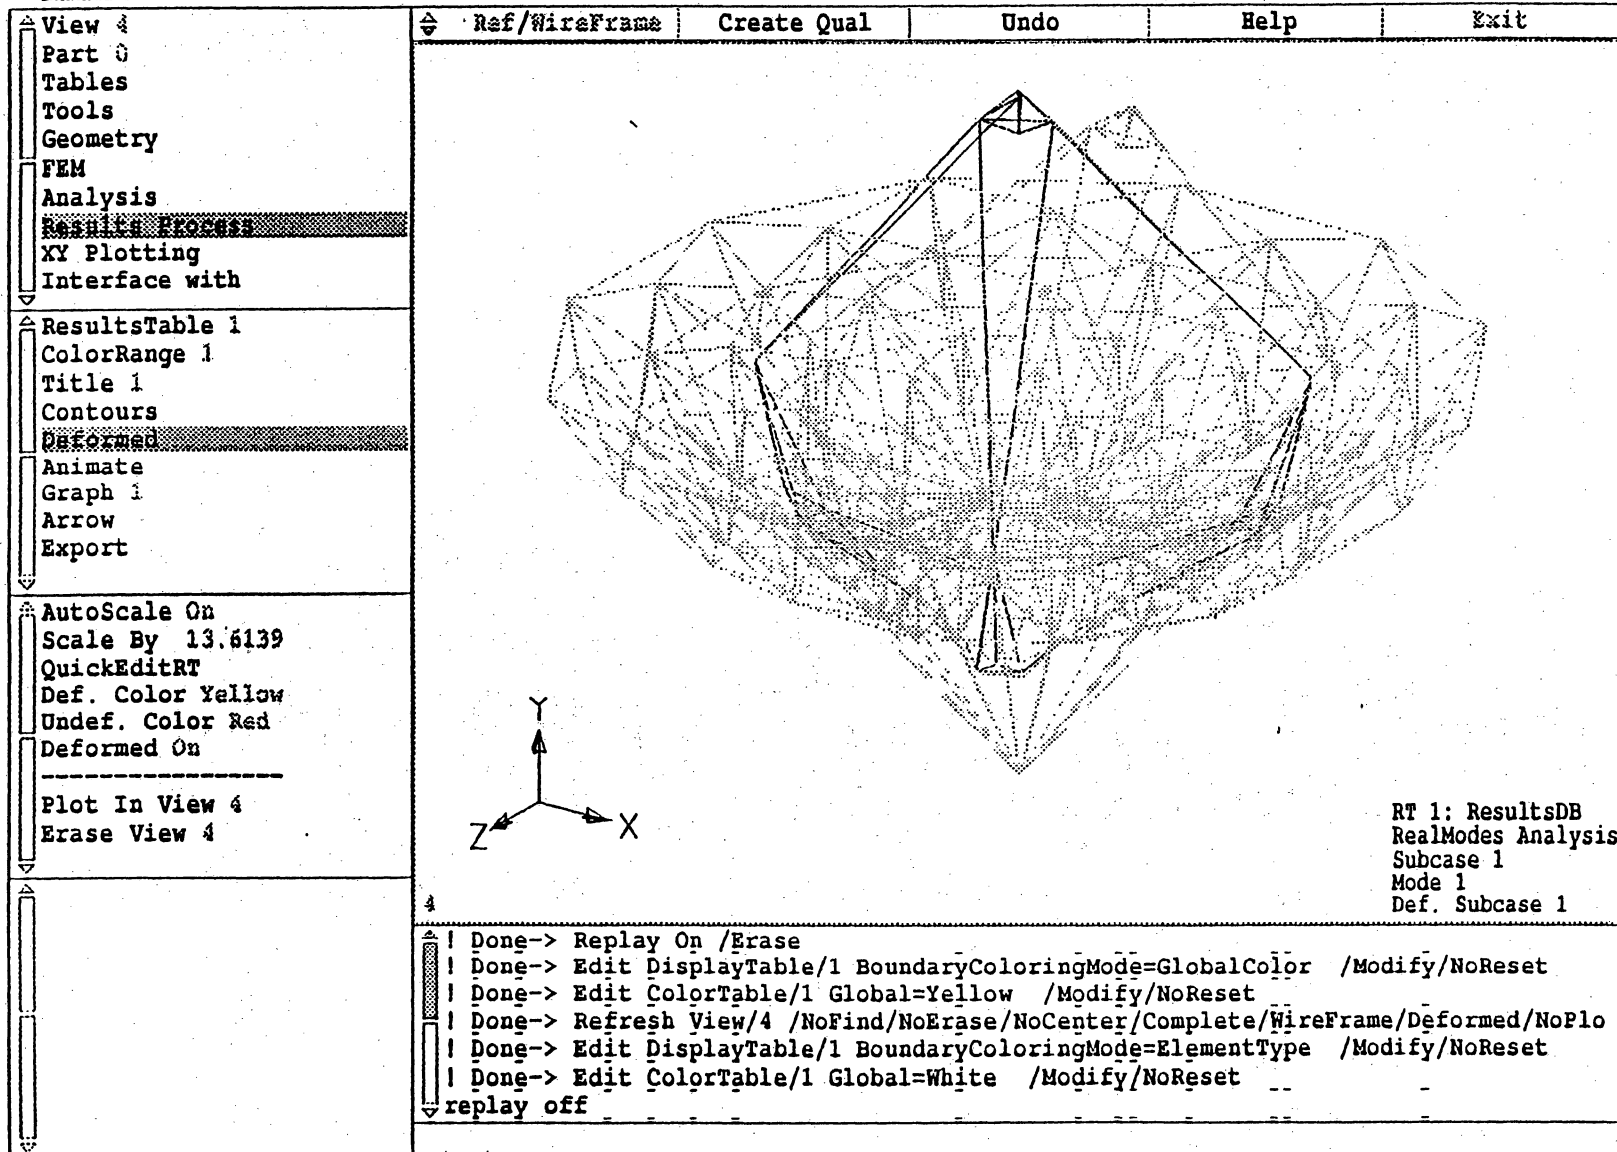 View 4
Part 0
Tables
Tools
Geometry
FEM
Analysis
Results Process
XY Plotting
Interface with
ResultsTable 1
ColorRange 1
Title 1
Contours
Deformed
Animate
Graph 1
Arrow
Export
AutoScale On
Scale By 13.6139
QuickEditRT
Def. Color Yellow
Undef. Color Red
Deformed On
-----------------
Plot In View 4
Erase View 4
Ref/WireFrame Create Qual Undo Help Exit
Y
Z X
RT 1: ResultsDB
RealModes Analysis
Subcase 1
Mode 1
Def. Subcase 1
4
! Done-> Replay On /Erase
! Done-> Edit DisplayTable/1 BoundaryColoringMode=GlobalColor /Modify/NoReset
! Done-> Edit ColorTable/1 Global=Yellow /Modify/NoReset
! Done-> Refresh View/4 /NoFind/NoErase/NoCenter/Complete/WireFrame/Deformed/NoPlo
! Done-> Edit DisplayTable/1 BoundaryColoringMode=ElementType /Modify/NoReset
! Done-> Edit ColorTable/1 Global=White /Modify/NoReset
replay off